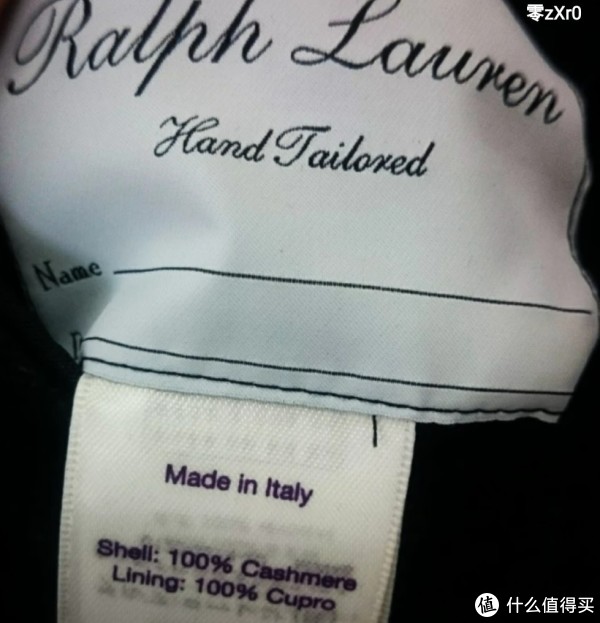 零zXr0
Ralph Lauren
Hand Tailored
Name
Made in Italy
Shell: 100% Cashmere
Lining: 100% Cupro
值 什么值得买